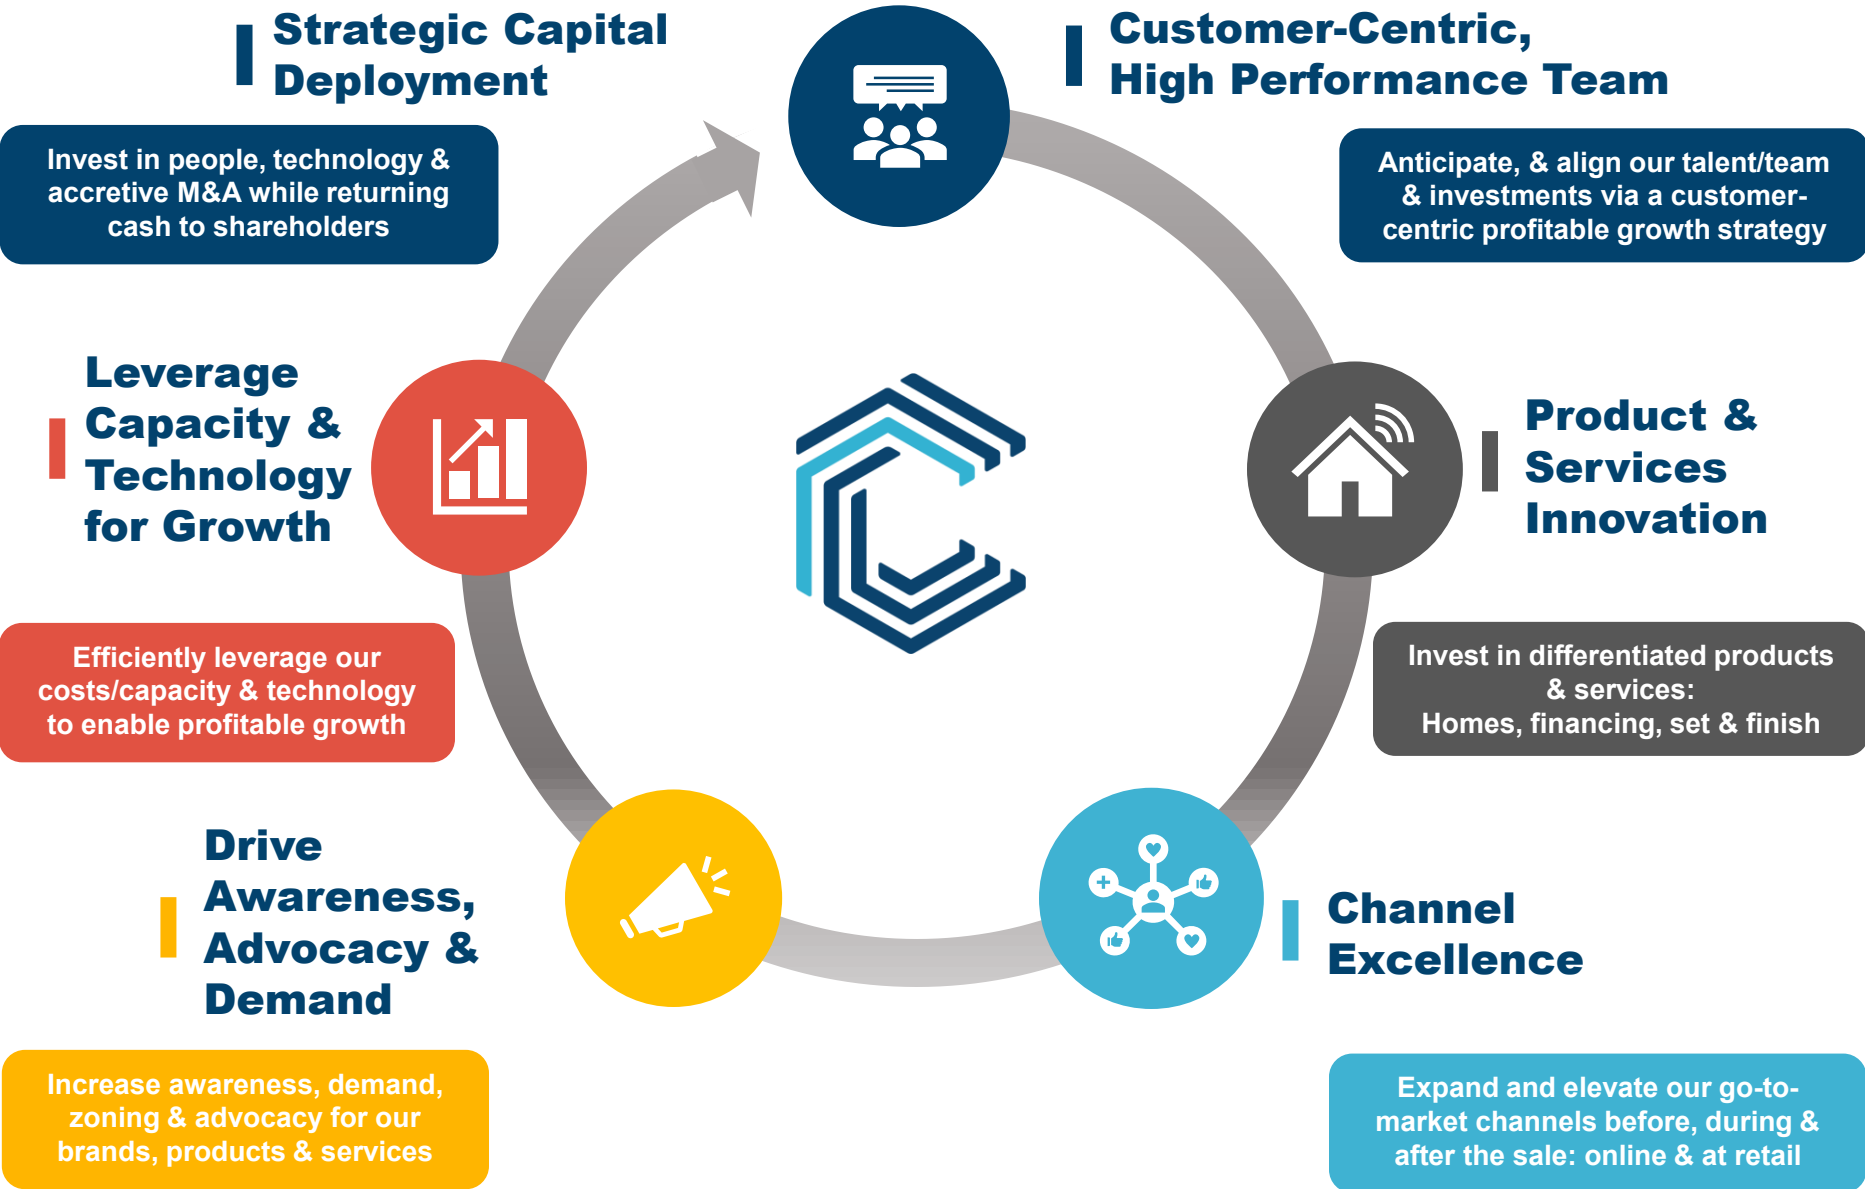 Strategic Capital
Deployment
Invest in people, technology &
accretive M&A while returning
cash to shareholders
Customer-Centric,
High Performance Team
Anticipate, & align our talent/team
& investments via a customer-
centric profitable growth strategy
Product &
Services
Innovation
Invest in differentiated products
& services:
Homes, financing, set & finish
Channel
Excellence
Expand and elevate our go-to-
market channels before, during &
after the sale: online & at retail
Drive
Awareness,
Advocacy &
Demand
Increase awareness, demand,
zoning & advocacy for our
brands, products & services
Leverage
Capacity &
Technology
for Growth
Efficiently leverage our
costs/capacity & technology
to enable profitable growth